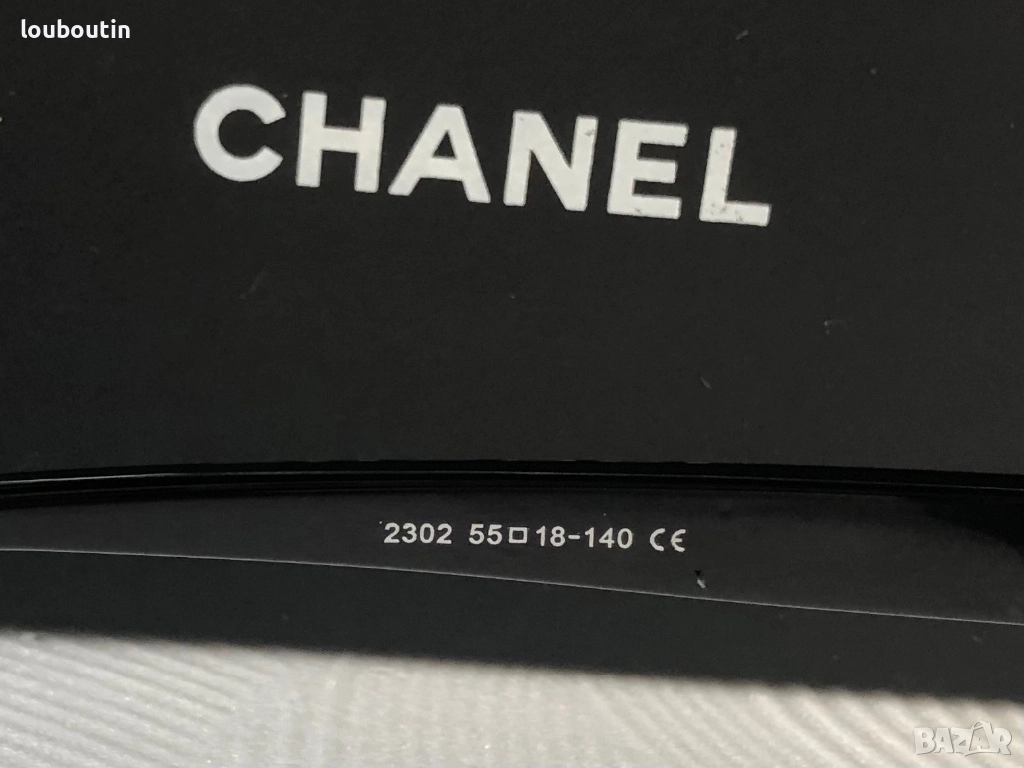 louboutin
CHANEL
2302 55□18-140 CE
BAZAR